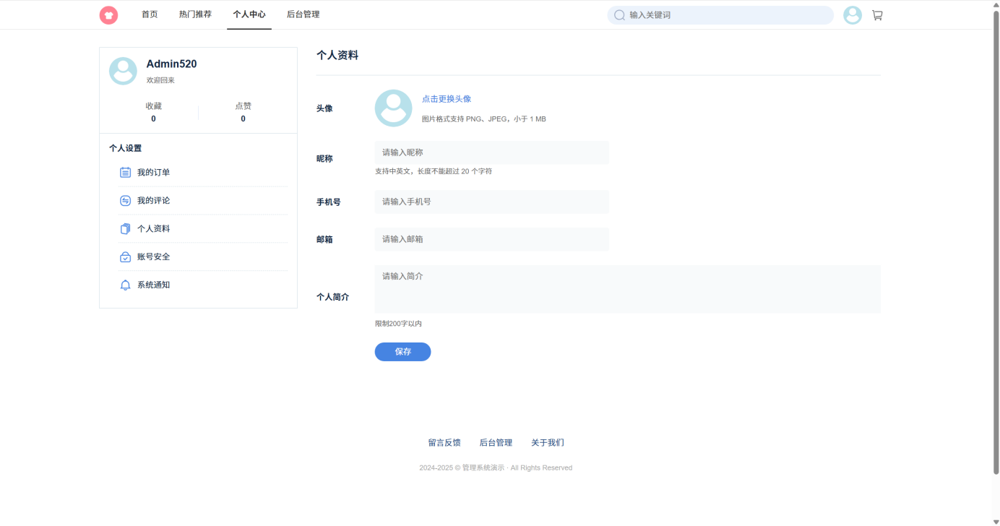 首页 热门推荐 个人中心 后台管理 输入关键词
Admin520
欢迎回来
收藏 点赞
0 0
个人设置
我的订单
我的评论
个人资料
账号安全
系统通知
个人资料
头像
点击更换头像
图片格式支持 PNG、JPEG，小于 1 MB
昵称
请输入昵称
支持中英文，长度不能超过 20 个字符
手机号
请输入手机号
邮箱
请输入邮箱
个人简介
请输入简介
限制200字以内
保存
留言反馈 后台管理 关于我们
2024-2025 © 管理系统演示 · All Rights Reserved